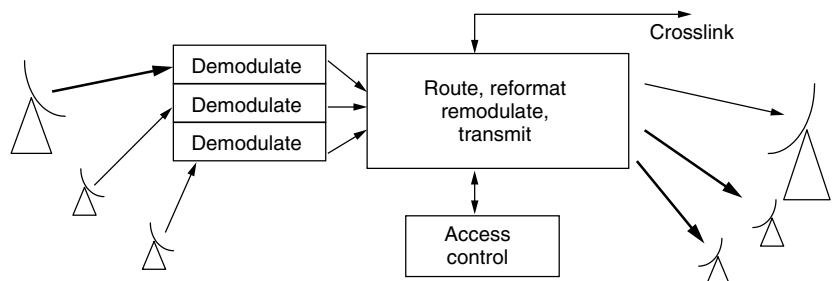 Crosslink
Demodulate
Demodulate
Demodulate
Route, reformat
remodulate,
transmit
Access
control